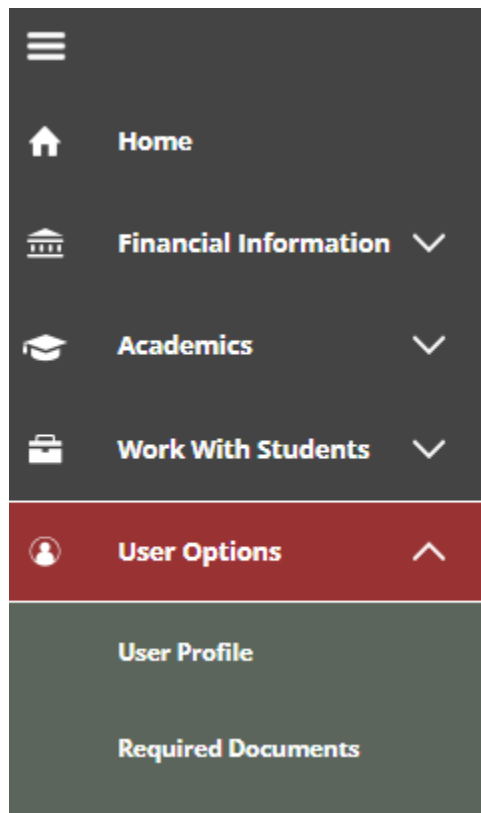 Home
Financial Information
Academics
Work With Students
User Options
User Profile
Required Documents